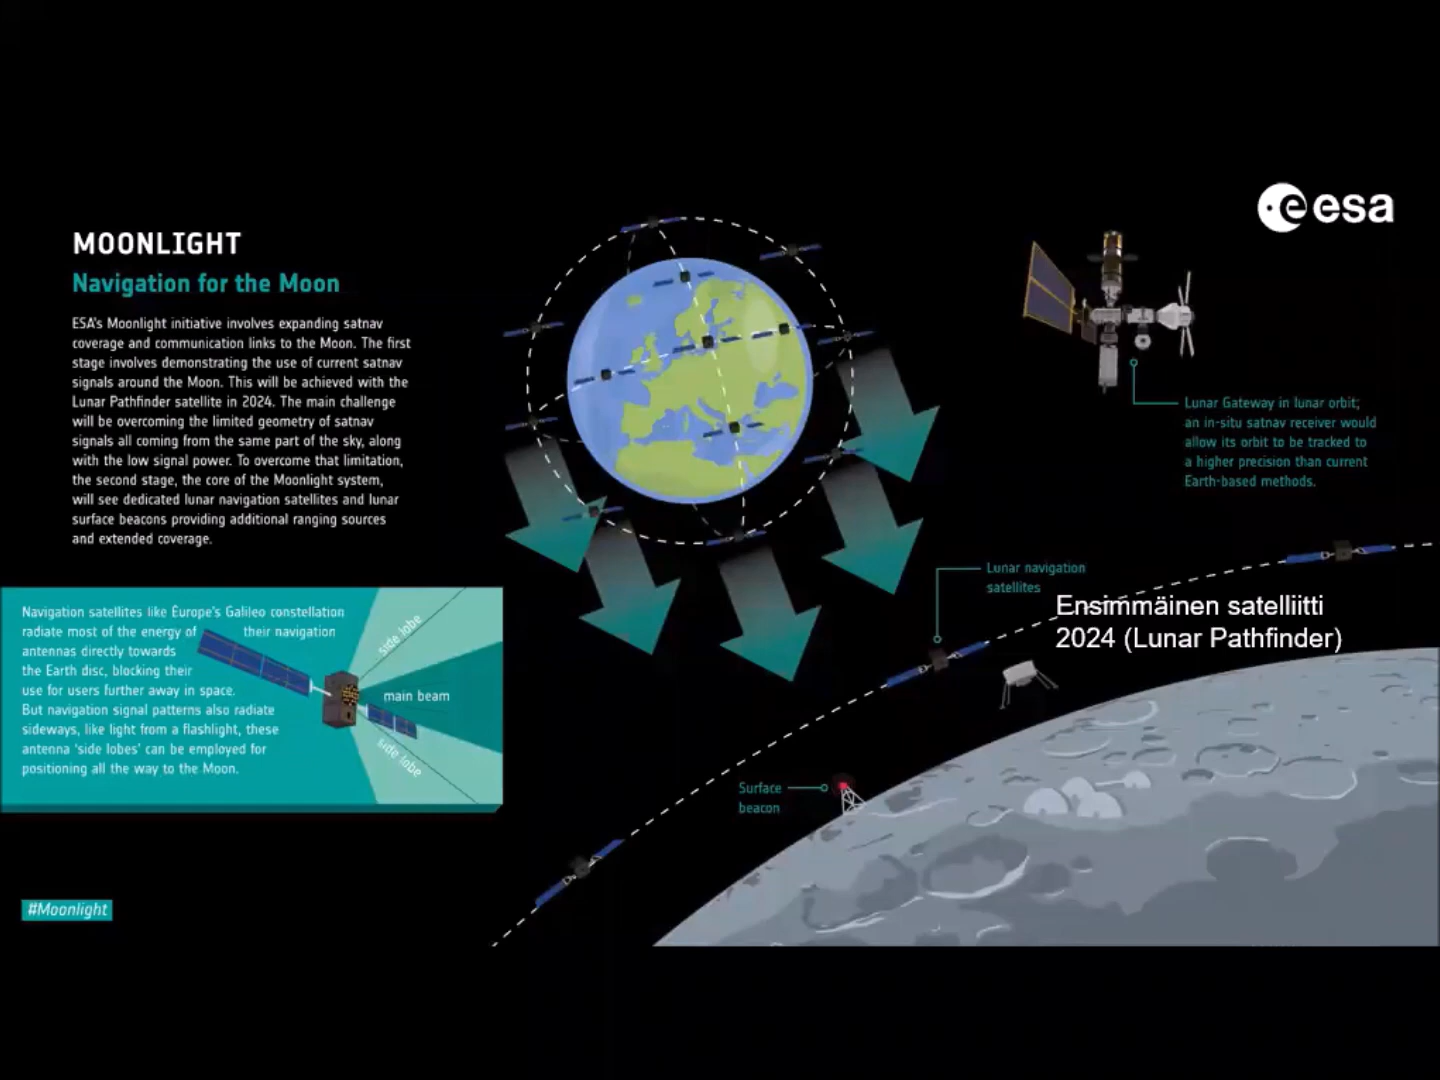 esa
MOONLIGHT
Navigation for the Moon
ESA's Moonlight initiative involves expanding satnav
coverage and communication links to the Moon. The first
stage involves demonstrating the use of current satnav
signals around the Moon. This will be achieved with the
Lunar Pathfinder satellite in 2024. The main challenge
will be overcoming the limited geometry of satnav
signals all coming from the same part of the sky, along
with the low signal power. To overcome that limitation,
the second stage, the core of the Moonlight system,
will see dedicated lunar navigation satellites and lunar
surface beacons providing additional ranging sources
and extended coverage.
Lunar Gateway in lunar orbit;
an in-situ satnav receiver would
allow its orbit to be tracked to
a higher precision than current
Earth-based methods.
Lunar navigation
satellites
Ensimmäinen satelliitti
2024 (Lunar Pathfinder)
Navigation satellites like Europe's Galileo constellation
radiate most of the energy of their navigation
antennas directly towards
the Earth disc, blocking their
use for users further away in space.
But navigation signal patterns also radiate
sideways, like light from a flashlight, these
antenna 'side lobes' can be employed for
positioning all the way to the Moon.
side lobe
main beam
side lobe
Surface
beacon
#Moonlight